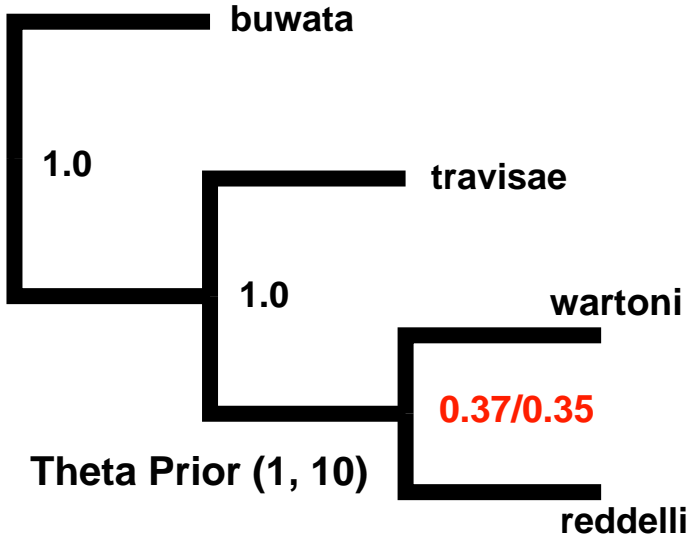 buwata
1.0
travisae
1.0
wartoni
0.37/0.35
Theta Prior (1, 10)
reddelli